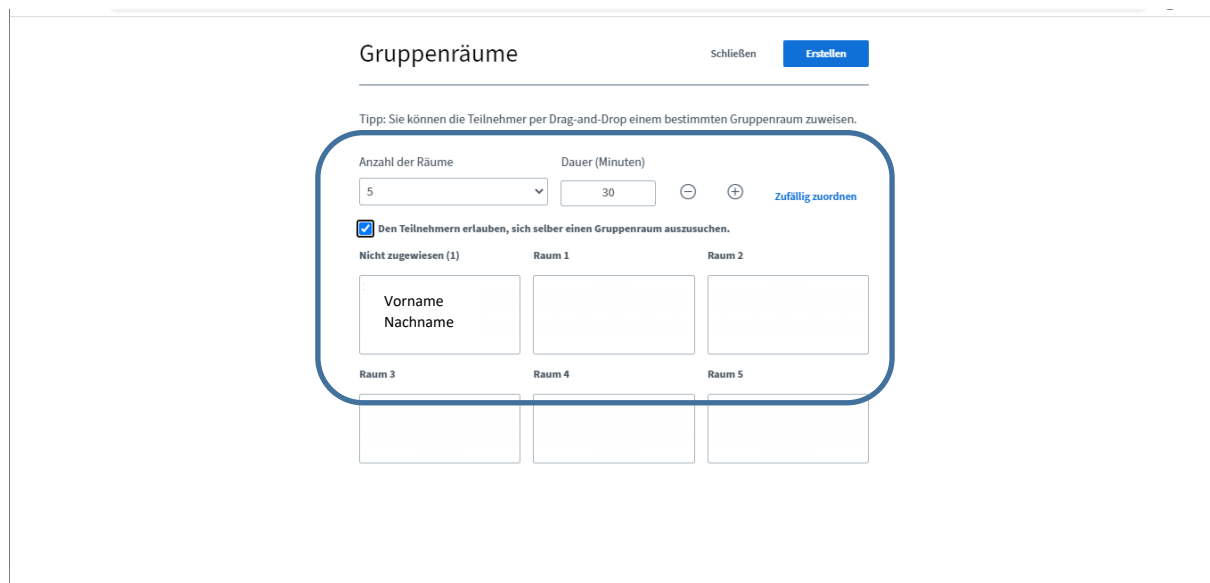 Gruppenräume
Schließen
Erstellen
Tipp: Sie können die Teilnehmer per Drag-and-Drop einem bestimmten Gruppenraum zuweisen.
Anzahl der Räume
Dauer (Minuten)
5
30
Zufällig zuordnen
Den Teilnehmern erlauben, sich selber einen Gruppenraum auszusuchen.
Nicht zugewiesen (1)
Raum 1
Raum 2
Vorname
Nachname
Raum 3
Raum 4
Raum 5